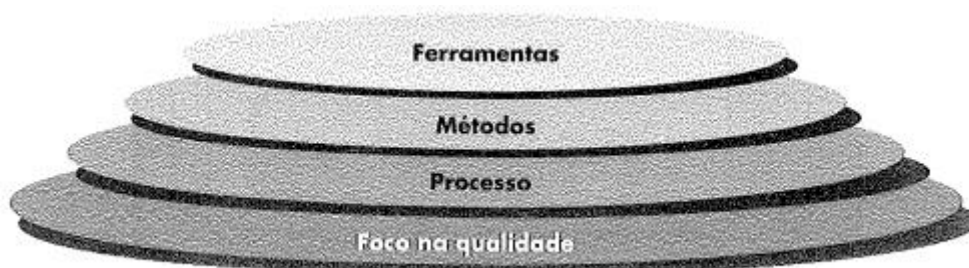 Ferramentas
Métodos
Processo
Foco na qualidade